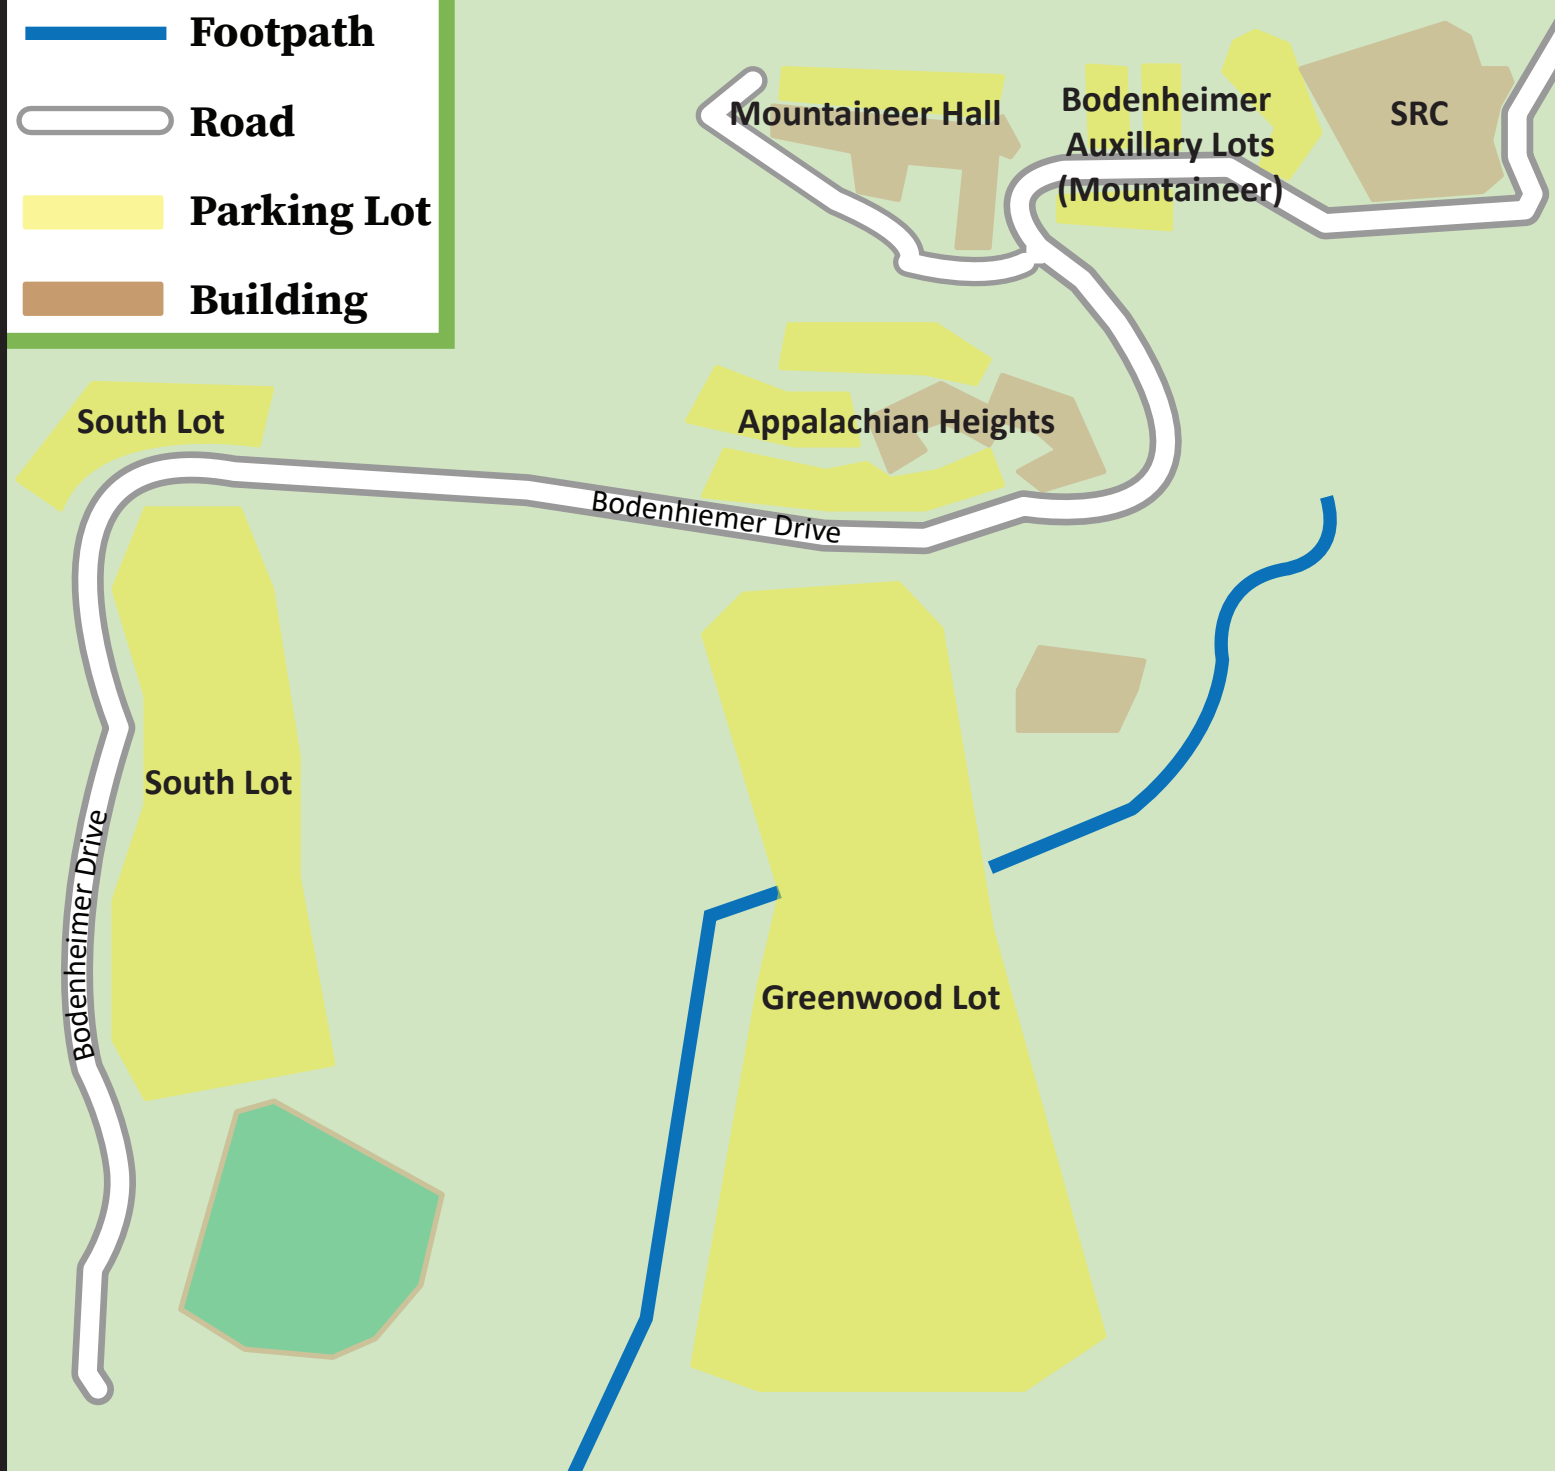 Footpath
Road
Parking Lot
Building
Mountaineer Hall
Bodenheimer
Auxillary Lots
(Mountaineer)
SRC
South Lot
Appalachian Heights
Bodenhiemer Drive
South Lot
Bodenheimer Drive
Greenwood Lot